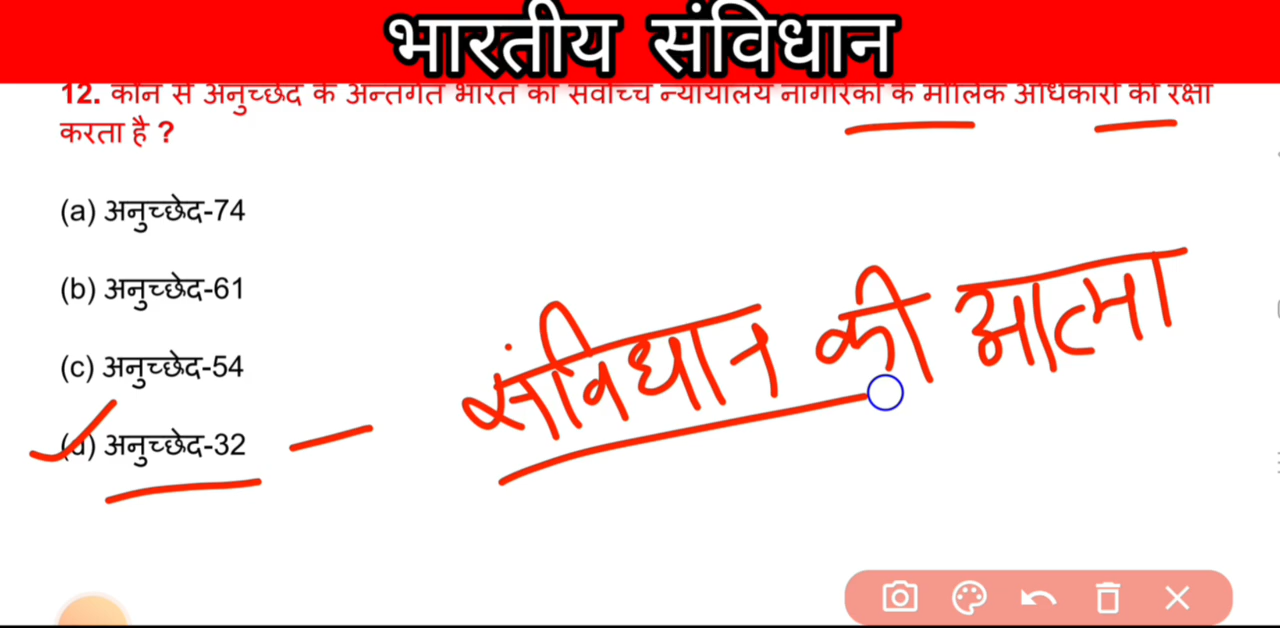 भारतीय संविधान
12. कौन से अनुच्छेद के अन्तर्गत भारत का सर्वोच्च न्यायालय नागरिकों के मौलिक अधिकारों की रक्षा
करता है ?
(a) अनुच्छेद-74
(b) अनुच्छेद-61
(c) अनुच्छेद-54
(d) अनुच्छेद-32 — संविधान की आत्मा